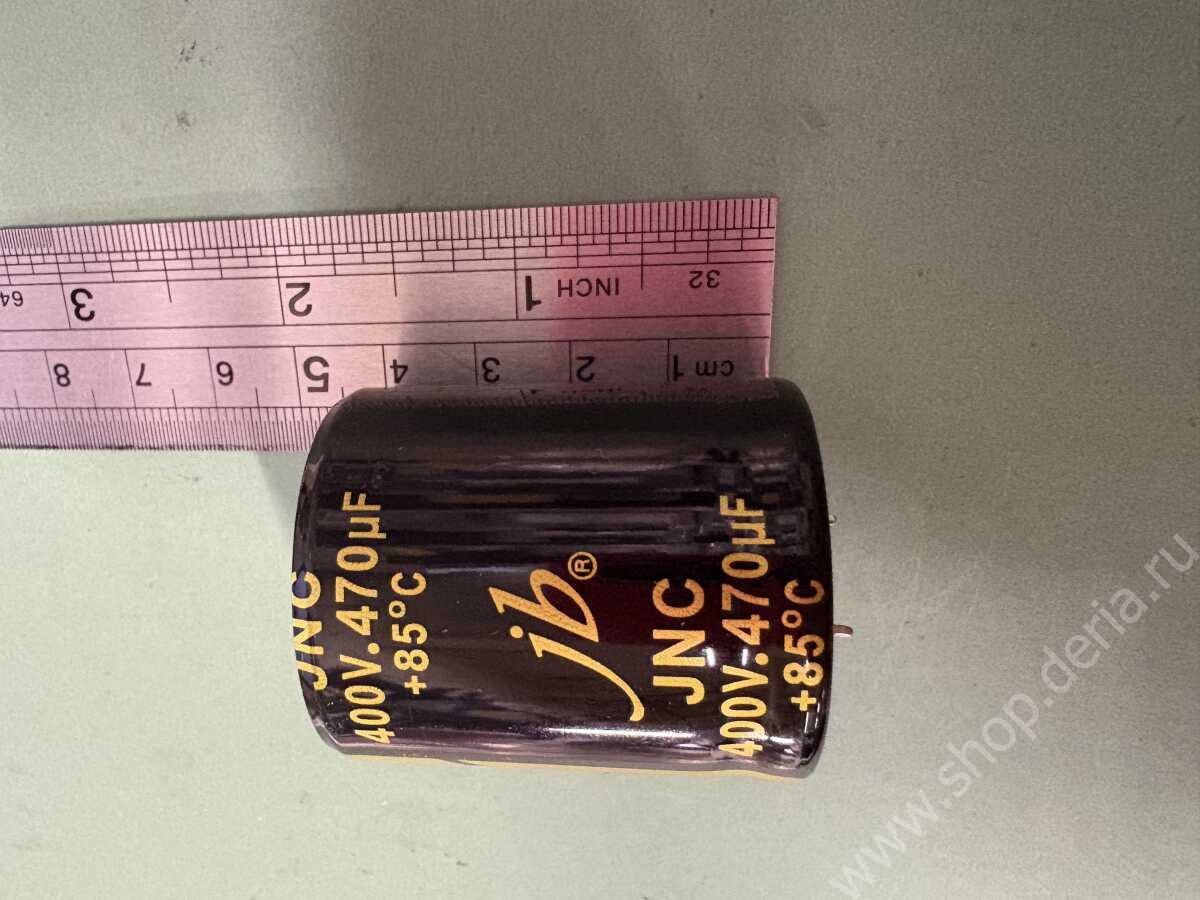 64 3 2 1 INCH 32
8 7 6 5 4 3 2 1 cm
JNC
400V.470µF
+85°C
jb®
JNC
400V.470µF
+85°C
www.shop.deria.ru